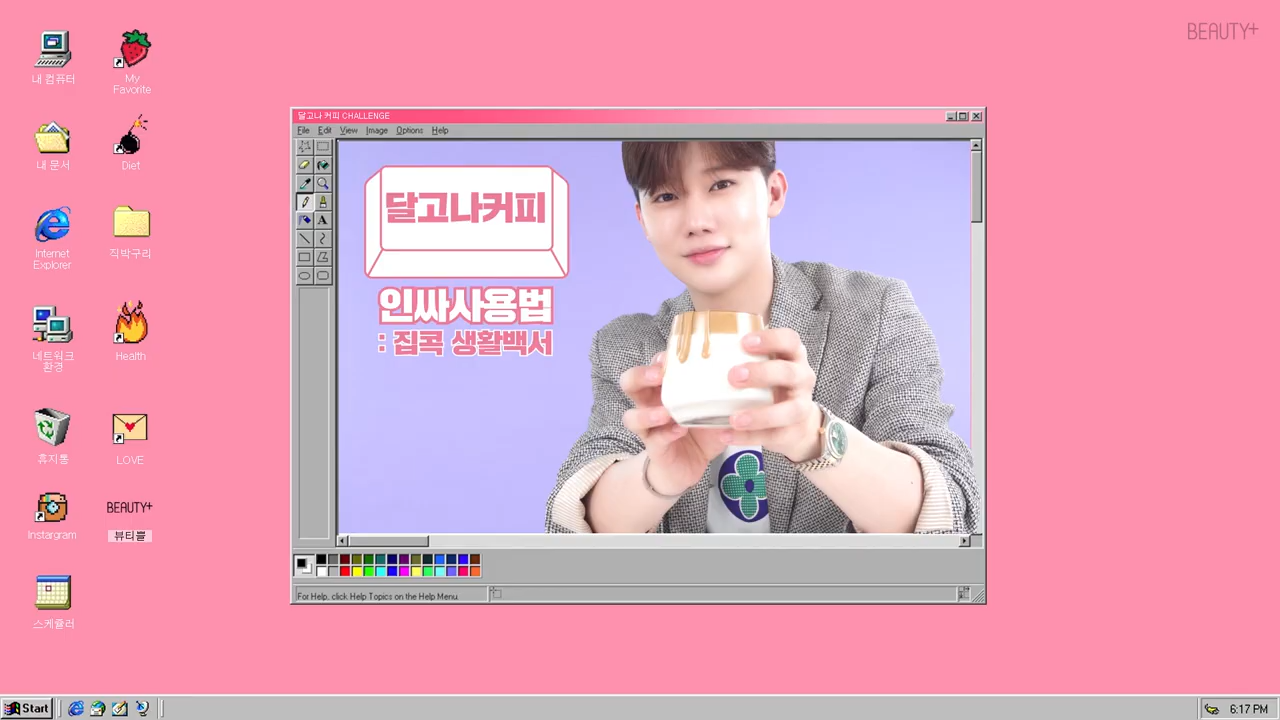 BEAUTY+
내 컴퓨터
My
Favorite
내 문서
Diet
Internet
Explorer
직박구리
네트워크
환경
Health
휴지통
LOVE
Instargram
BEAUTY+
뷰티쁠
스케쥴러
달고나 커피 CHALLENGE
File Edit View Image Options Help
달고나커피
인싸사용법
: 집콕 생활백서
A
For Help, click Help Topics on the Help Menu.
Start
6:17 PM